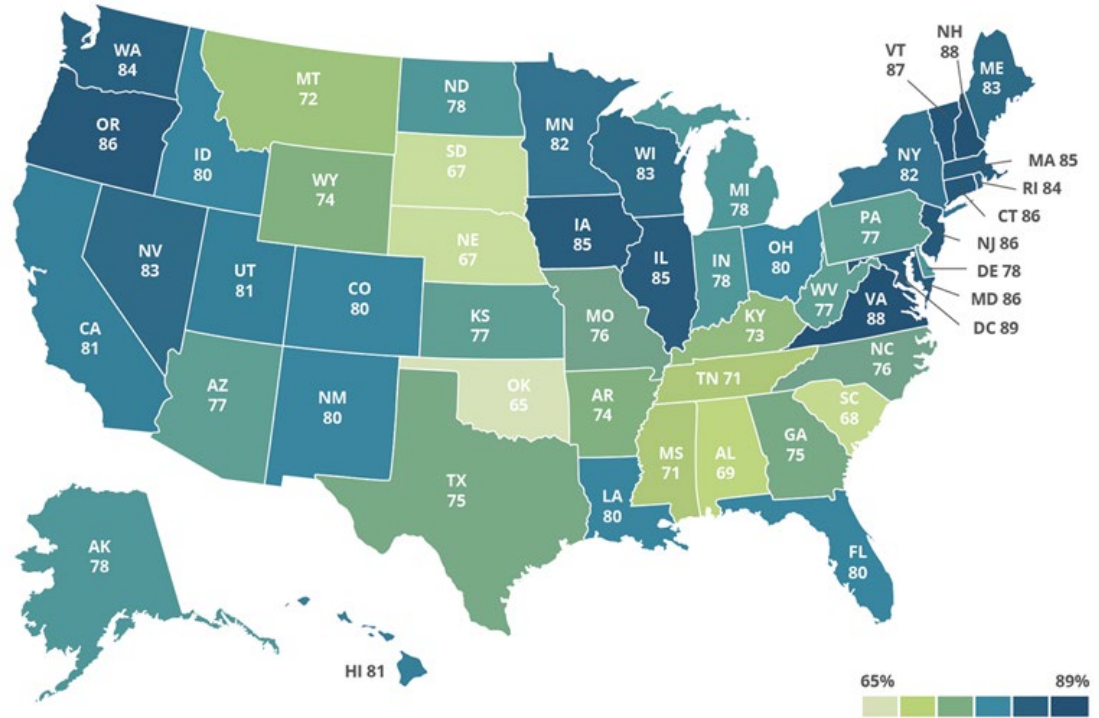 WA
84
OR
86
CA
81
NV
83
ID
80
MT
72
WY
74
UT
81
AZ
77
CO
80
NM
80
ND
78
SD
67
NE
67
KS
77
OK
65
TX
75
MN
82
IA
85
MO
76
AR
74
LA
80
WI
83
IL
85
MI
78
IN
78
OH
80
KY
73
TN 71
MS
71
AL
69
GA
75
FL
80
SC
68
NC
76
VA
88
WV
77
PA
77
NY
82
VT
87
NH
88
ME
83
MA 85
RI 84
CT 86
NJ 86
DE 78
MD 86
DC 89
AK
78
HI 81
65% 89%